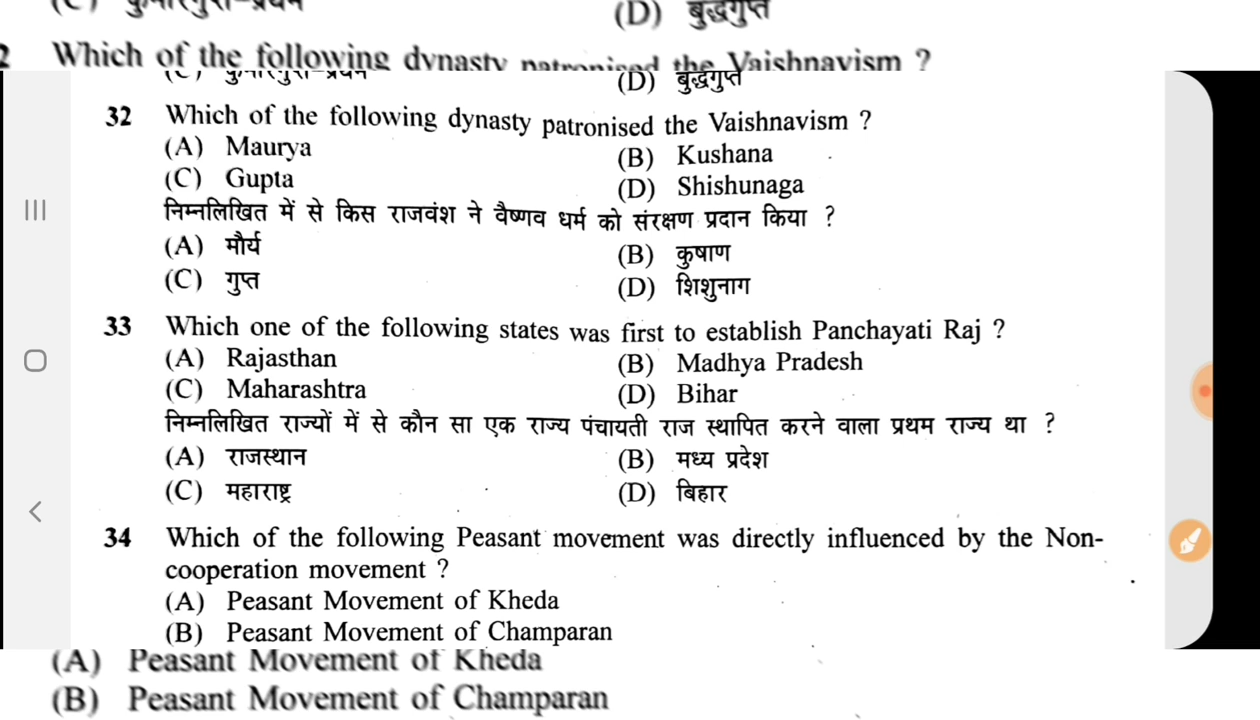 (D) बुद्धगुप्त
2 Which of the following dynasty patronised the Vaishnavism ?
(D) बुद्धगुप्त
32 Which of the following dynasty patronised the Vaishnavism ?
(A) Maurya (B) Kushana
(C) Gupta (D) Shishunaga
निम्नलिखित में से किस राजवंश ने वैष्णव धर्म को संरक्षण प्रदान किया ?
(A) मौर्य (B) कुषाण
(C) गुप्त (D) शिशुनाग
33 Which one of the following states was first to establish Panchayati Raj ?
(A) Rajasthan (B) Madhya Pradesh
(C) Maharashtra (D) Bihar
निम्नलिखित राज्यों में से कौन सा एक राज्य पंचायती राज स्थापित करने वाला प्रथम राज्य था ?
(A) राजस्थान (B) मध्य प्रदेश
(C) महाराष्ट्र (D) बिहार
34 Which of the following Peasant movement was directly influenced by the Non-
cooperation movement ?
(A) Peasant Movement of Kheda
(B) Peasant Movement of Champaran
(A) Peasant Movement of Kheda
(B) Peasant Movement of Champaran